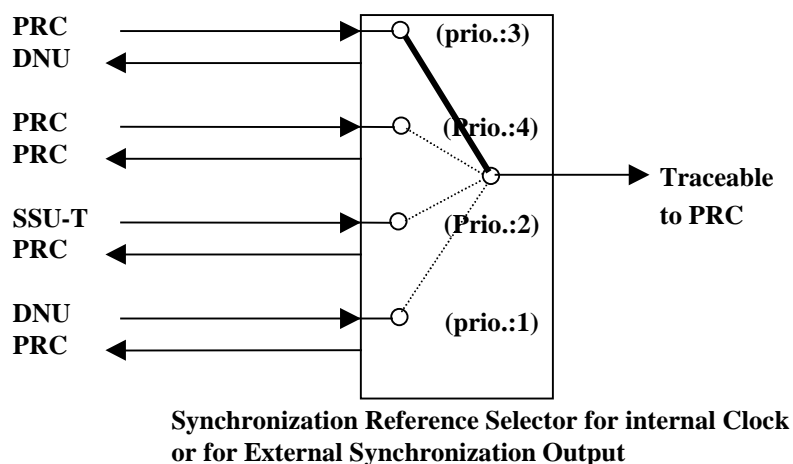 PRC
(prio.:3)
DNU
PRC
(Prio.:4)
PRC
Traceable
to PRC
SSU-T
(Prio.:2)
PRC
DNU
(prio.:1)
PRC
Synchronization Reference Selector for internal Clock
or for External Synchronization Output